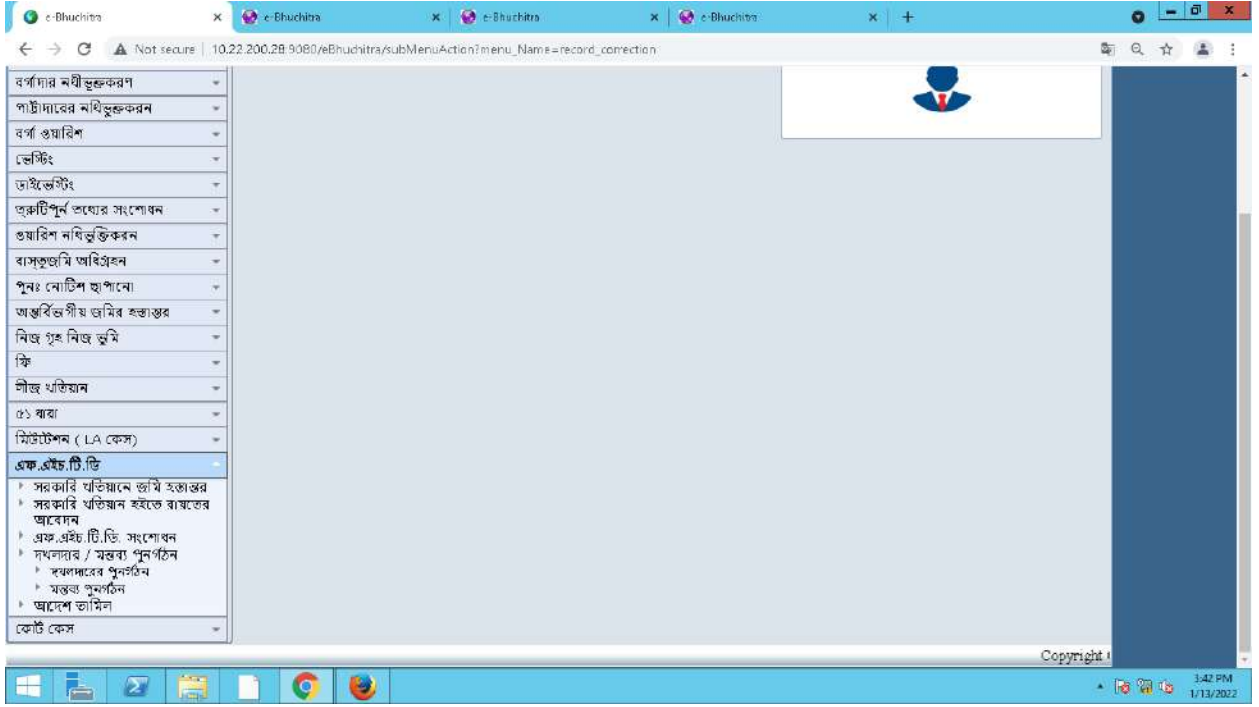 e-Bhuchitra
e-Bhuchitra
e-Bhuchitra
e-Bhuchitra
Not secure 10.22.200.28:9080/eBhuchitra/subMenuAction?menu_Name=record_correction
বর্গাদার নথীভূক্তকরণ
পাট্টাদারের নথিভুক্তকরন
বর্গা ওয়ারিশ
ভেস্টিং
ডাইভেস্টিং
ত্রুটিপূর্ন তথ্যের সংশোধন
ওয়ারিশ নথিভুক্তিকরন
বাস্তুজমি অধিগ্রহন
পুনঃ নোটিশ ছাপানো
অন্তর্বিভাগীয় জমির হস্তান্তর
নিজ গৃহ নিজ ভুমি
ফি
লীজ খতিয়ান
৫১ ধারা
মিউটেশন ( LA কেস)
এফ.এইচ.টি.ডি
সরকারি খতিয়ানে জমি হস্তান্তর
সরকারি খতিয়ান হইতে রায়তের
আবেদন
এফ.এইচ.টি.ডি. সংশোধন
দখলদার / মন্তব্য পুনর্গঠন
দখলদারের পুনর্গঠন
মন্তব্য পুনর্গঠন
আদেশ তামিল
কোর্ট কেস
Copyright
3:42 PM
1/13/2022